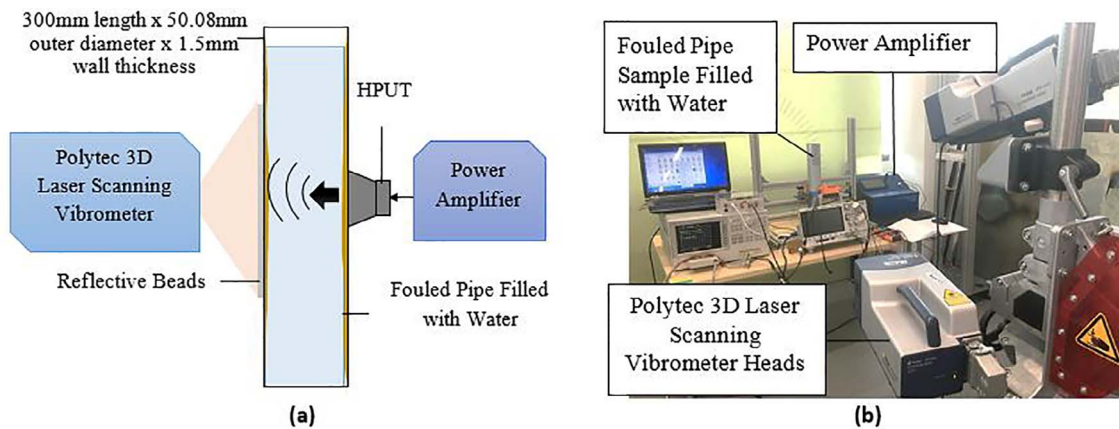 300mm length x 50.08mm
outer diameter x 1.5mm
wall thickness
HPUT
Polytec 3D
Laser Scanning
Vibrometer
Power
Amplifier
Reflective Beads
Fouled Pipe Filled
with Water
(a)
Fouled Pipe
Sample Filled
with Water
Power Amplifier
Polytec 3D Laser
Scanning
Vibrometer Heads
(b)